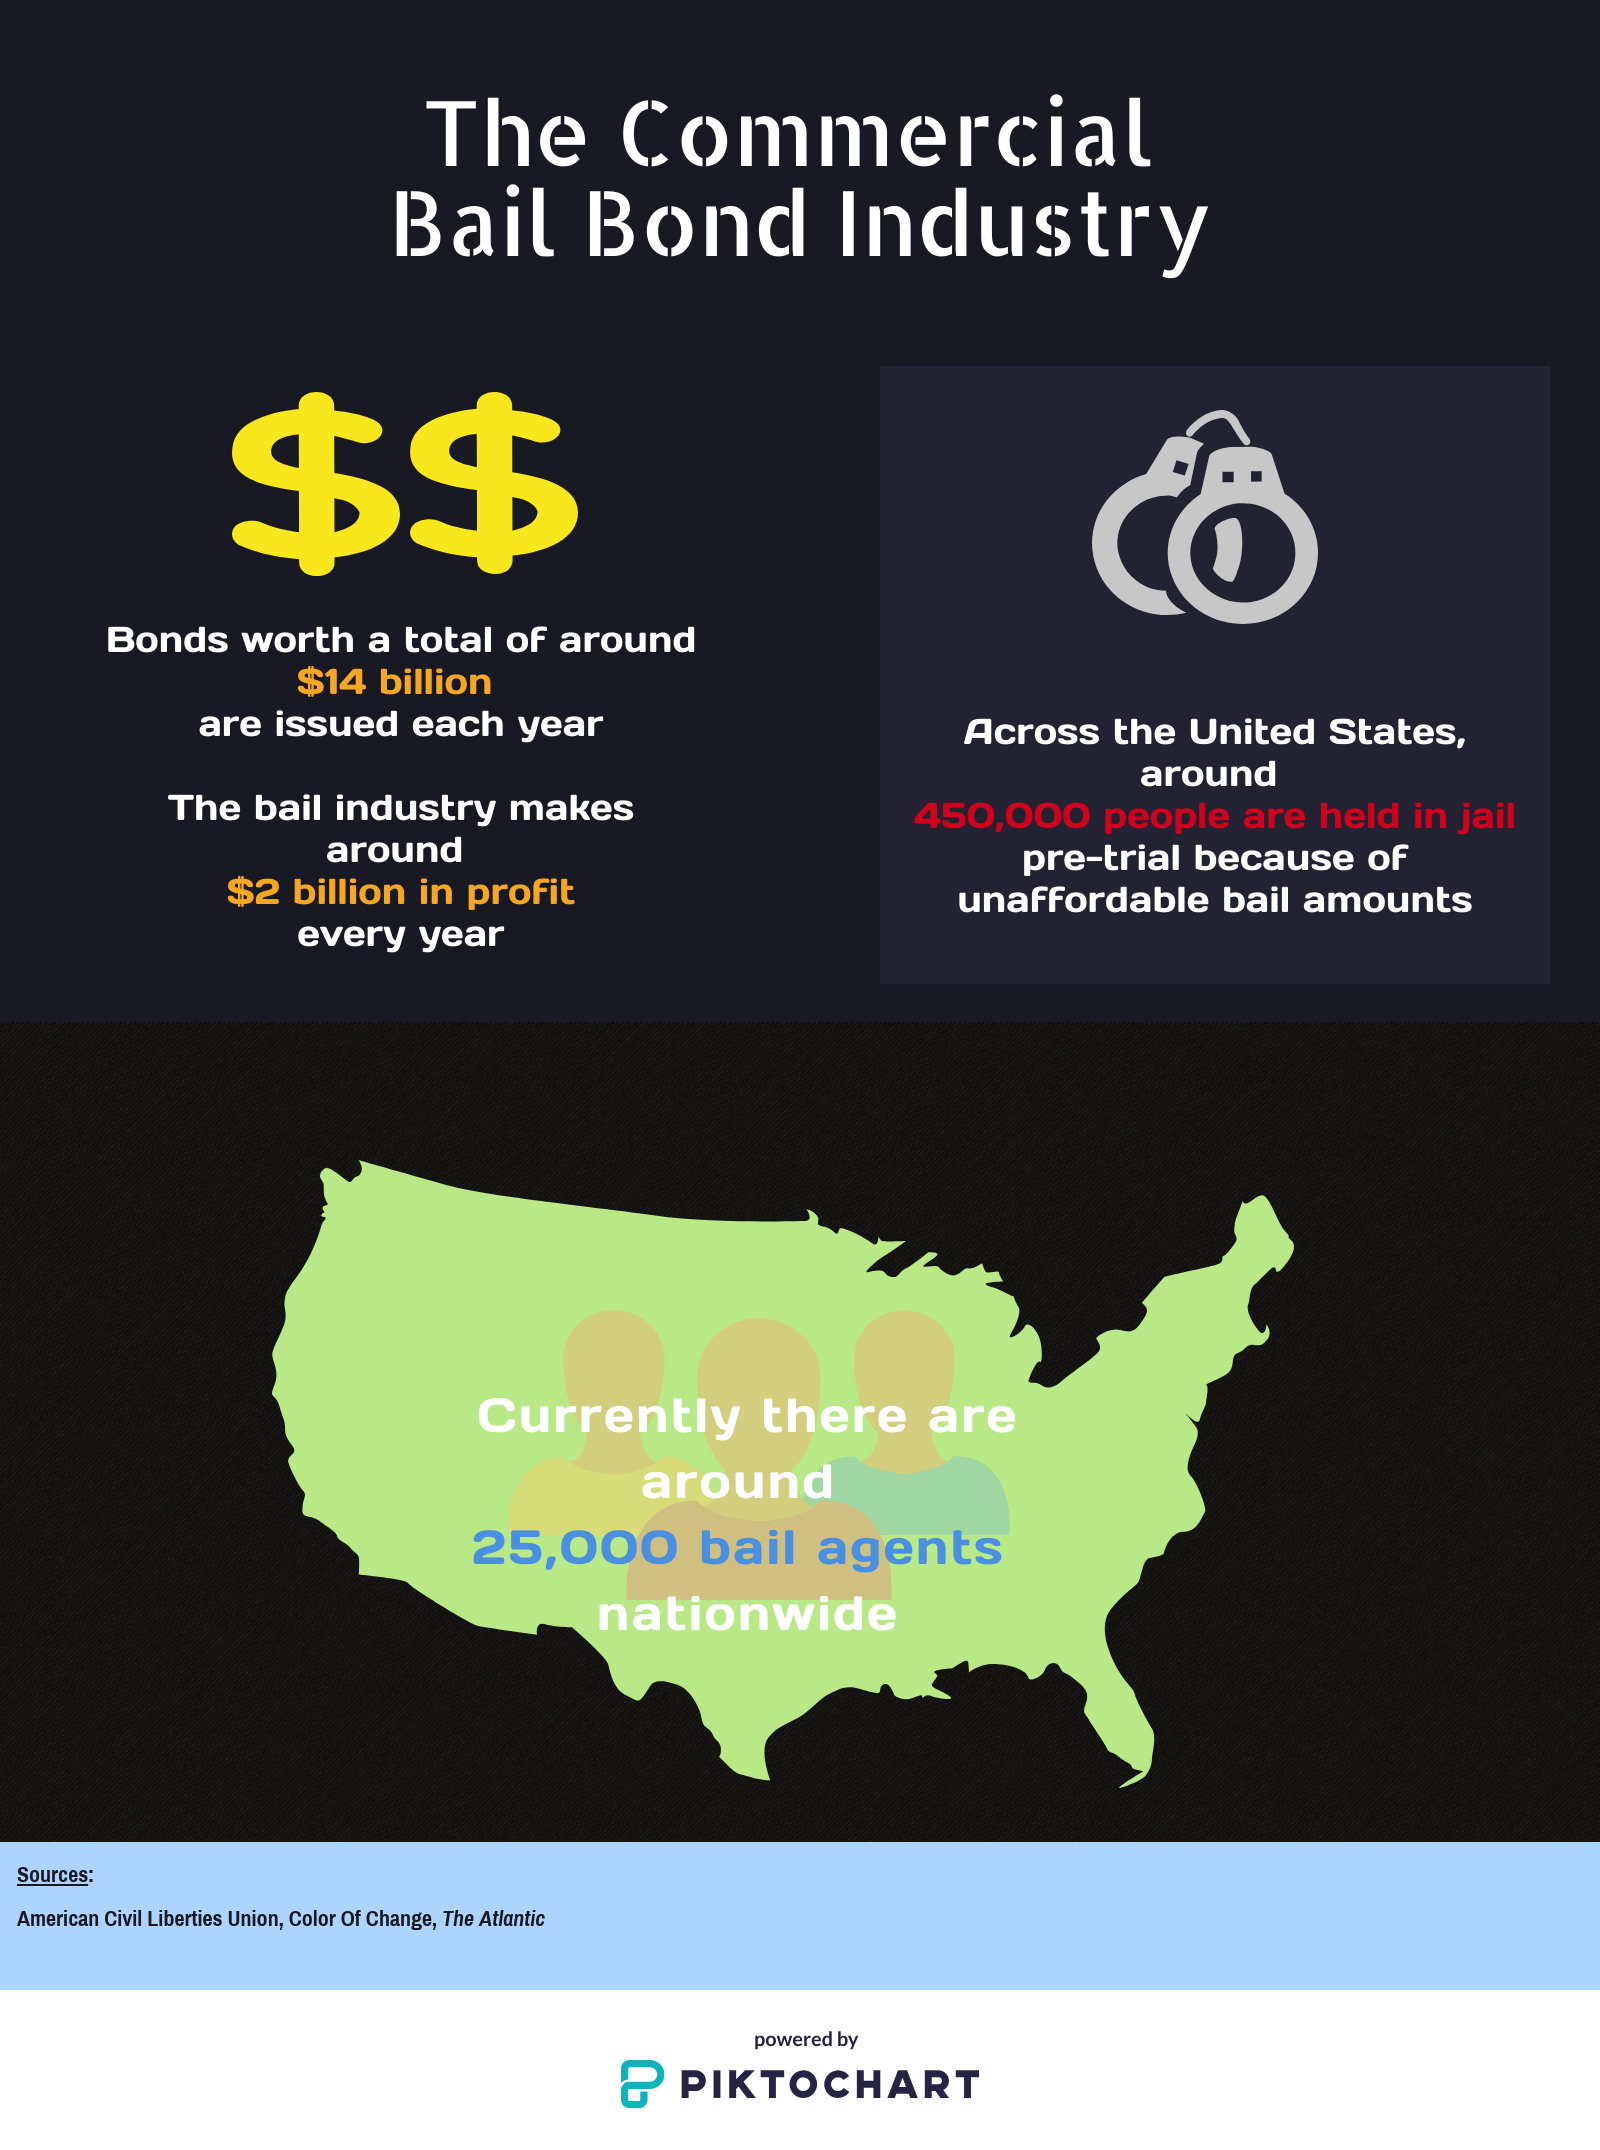 The Commercial
Bail Bond Industry
Bonds worth a total of around
$14 billion
are issued each year
The bail industry makes
around
$2 billion in profit
every year
Across the United States,
around
450,000 people are held in jail
pre-trial because of
unaffordable bail amounts
Currently there are
around
25,000 bail agents
nationwide
Sources:
American Civil Liberties Union, Color Of Change, The Atlantic
powered by
PIKTOCHART